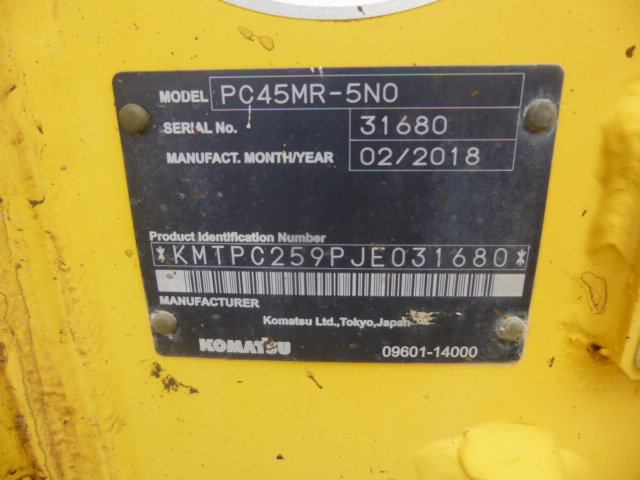 MODEL PC45MR-5N0
SERIAL No. 31680
MANUFACT. MONTH/YEAR 02/2018
Product Identification Number
*KMTPC259PJE031680*
MANUFACTURER
Komatsu Ltd.,Tokyo,Japan
KOMATSU 09601-14000